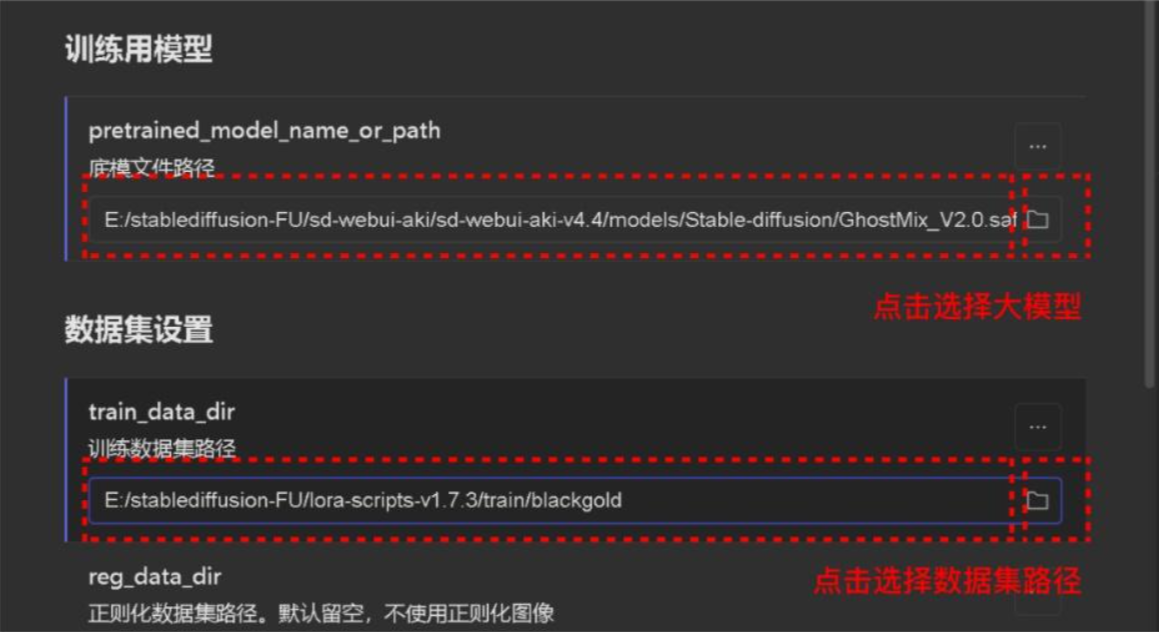 训练用模型
pretrained_model_name_or_path
底模文件路径
E:/stablediffusion-FU/sd-webui-aki/sd-webui-aki-v4.4/models/Stable-diffusion/GhostMix_V2.0.saf
点击选择大模型
数据集设置
train_data_dir
训练数据集路径
E:/stablediffusion-FU/lora-scripts-v1.7.3/train/blackgold
点击选择数据集路径
reg_data_dir
正则化数据集路径。默认留空，不使用正则化图像